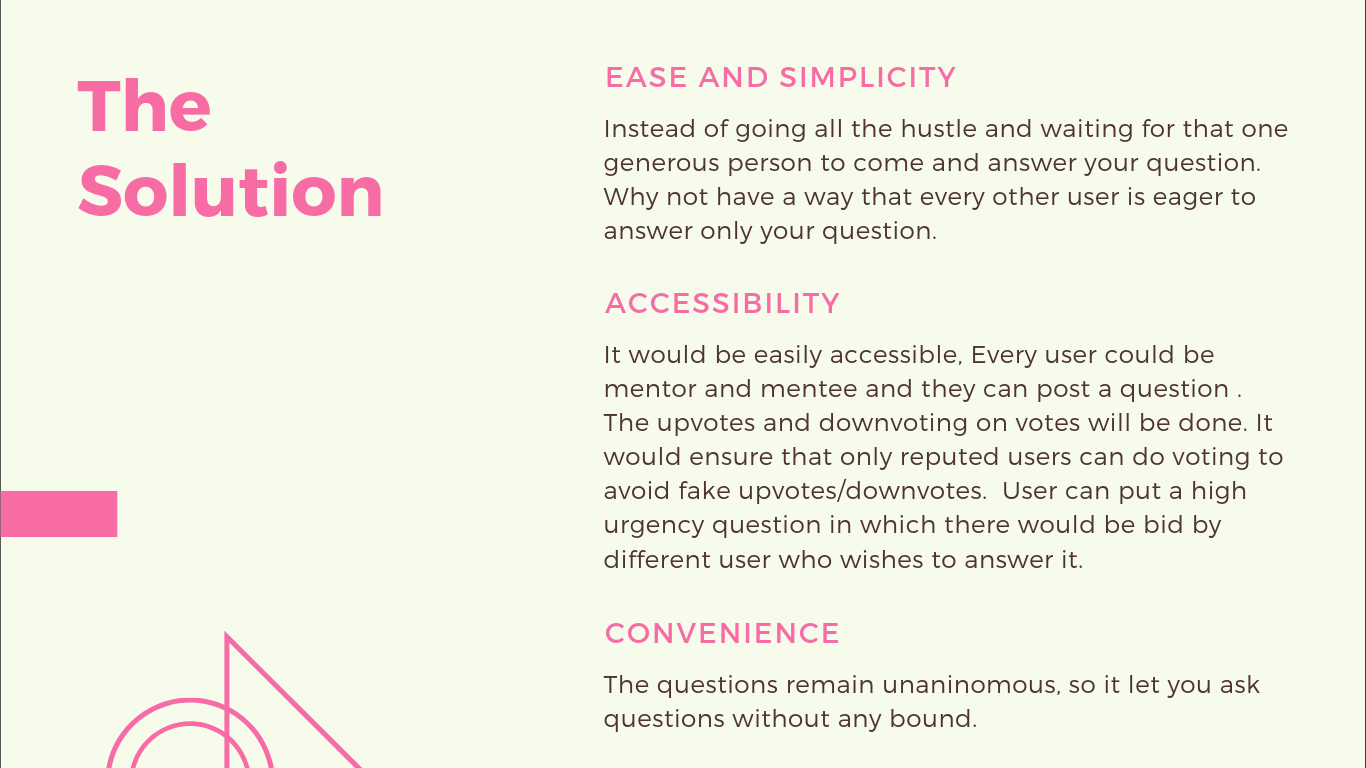 The
Solution
EASE AND SIMPLICITY
Instead of going all the hustle and waiting for that one
generous person to come and answer your question.
Why not have a way that every other user is eager to
answer only your question.
ACCESSIBILITY
It would be easily accessible, Every user could be
mentor and mentee and they can post a question .
The upvotes and downvoting on votes will be done. It
would ensure that only reputed users can do voting to
avoid fake upvotes/downvotes.  User can put a high
urgency question in which there would be bid by
different user who wishes to answer it.
CONVENIENCE
The questions remain unaninomous, so it let you ask
questions without any bound.